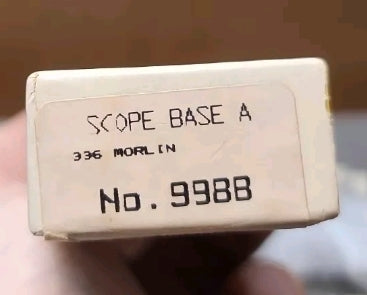 SCOPE BASE A
336 MORLIN
No. 9988